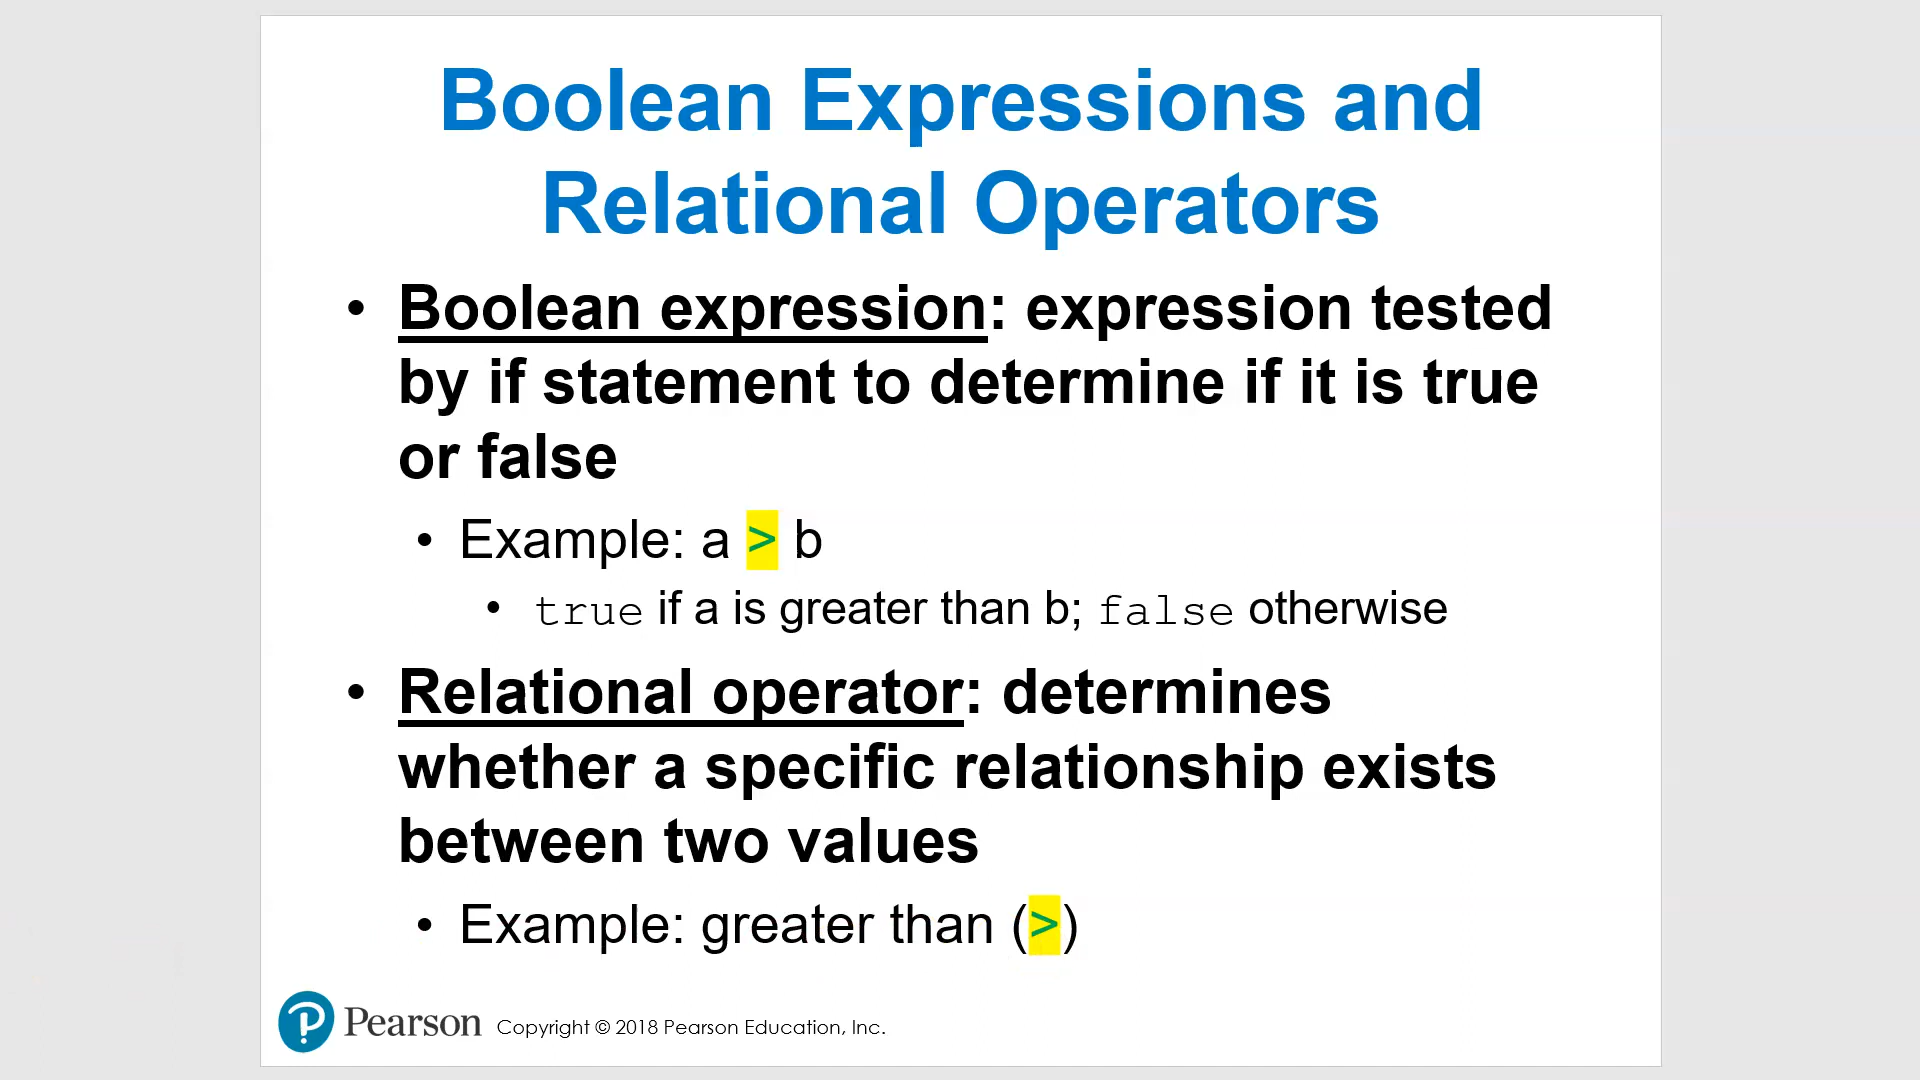 Boolean Expressions and
Relational Operators
• Boolean expression: expression tested
by if statement to determine if it is true
or false
• Example: a > b
• true if a is greater than b; false otherwise
• Relational operator: determines
whether a specific relationship exists
between two values
• Example: greater than (>)
Pearson Copyright © 2018 Pearson Education, Inc.